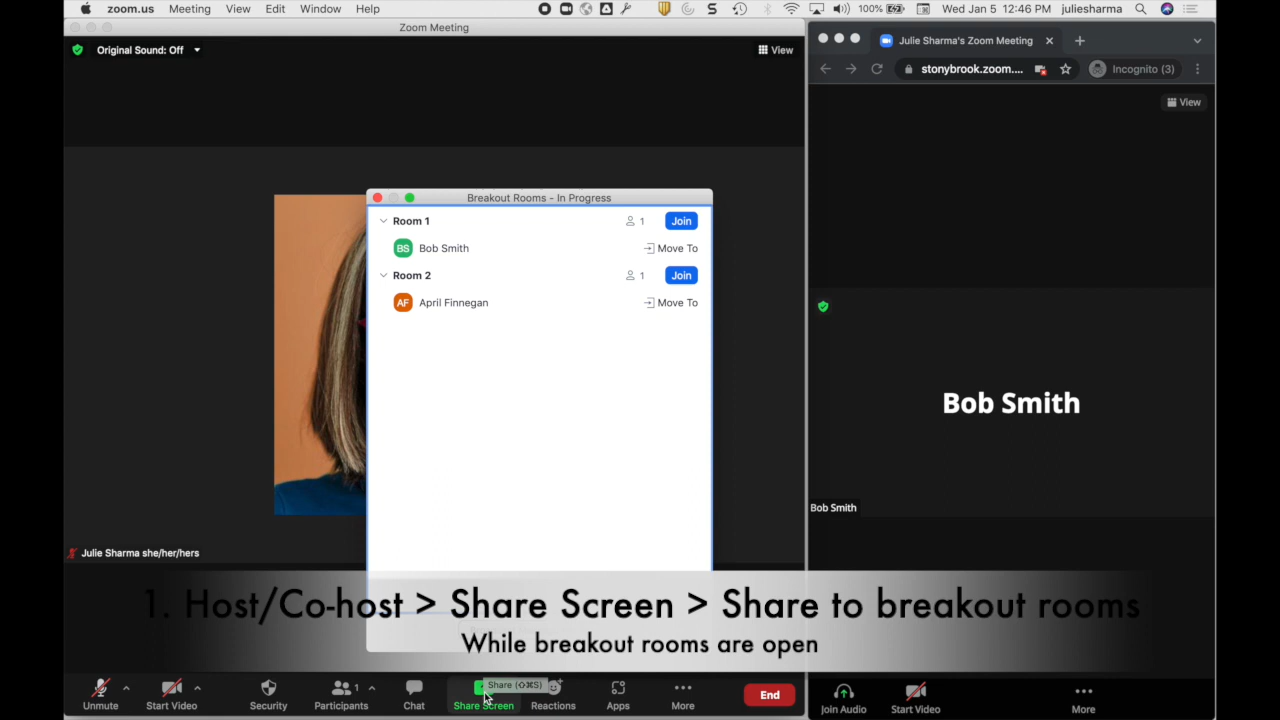 zoom.us Meeting View Edit Window Help 100% Wed Jan 5 12:46 PM juliesharma
Zoom Meeting
Original Sound: Off
View
Julie Sharma's Zoom Meeting
stonybrook.zoom.... Incognito (3)
View
Breakout Rooms - In Progress
Room 1 1 Join
BS Bob Smith Move To
Room 2 1 Join
AF April Finnegan Move To
Bob Smith
Bob Smith
Julie Sharma she/her/hers
1. Host/Co-host > Share Screen > Share to breakout rooms
While breakout rooms are open
Share (⇧⌘S)
Unmute Start Video Security Participants 1 Chat Share Screen Reactions Apps More End
Join Audio Start Video More